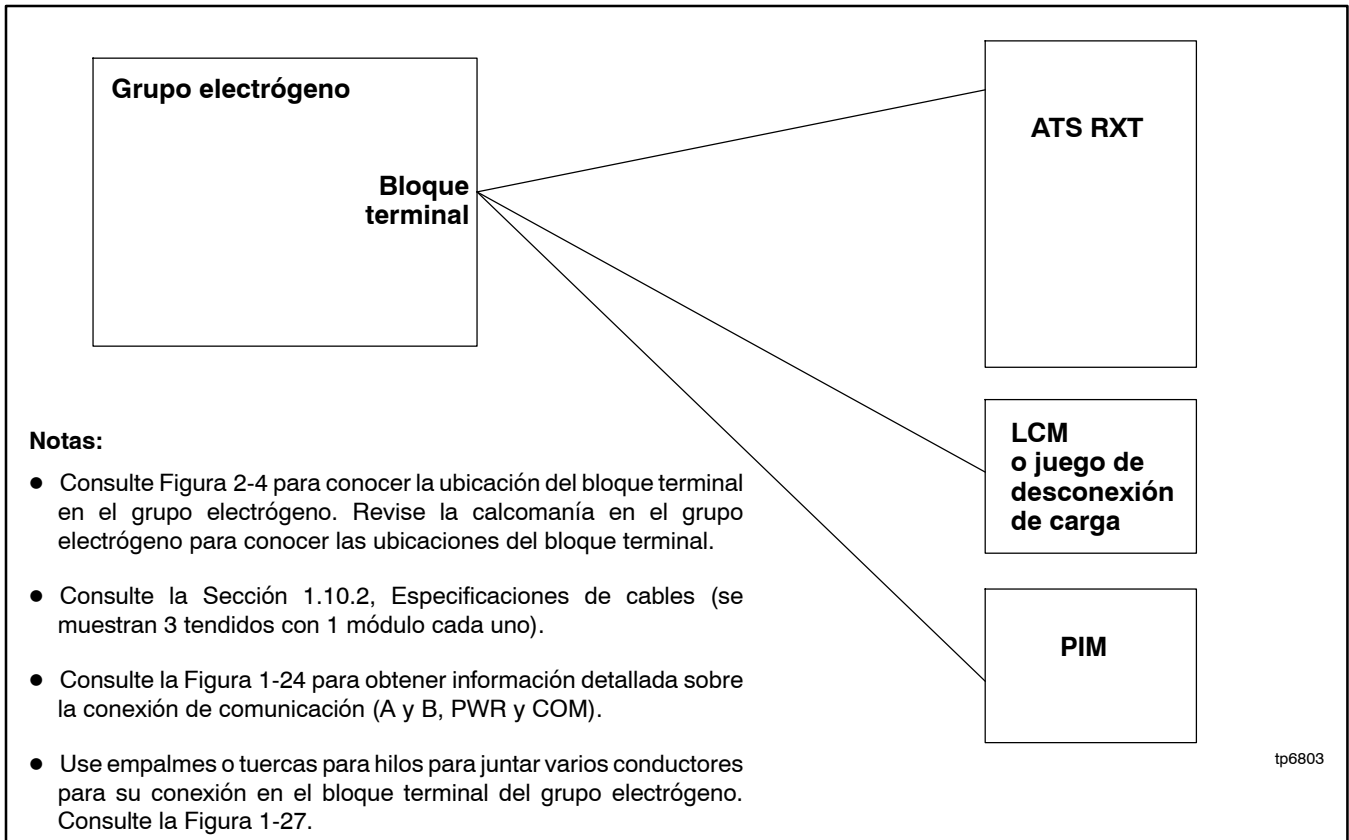 Grupo electrógeno
Bloque
terminal
ATS RXT
LCM
o juego de
desconexión
de carga
PIM
Notas:
● Consulte Figura 2-4 para conocer la ubicación del bloque terminal
en el grupo electrógeno. Revise la calcomanía en el grupo
electrógeno para conocer las ubicaciones del bloque terminal.
● Consulte la Sección 1.10.2, Especificaciones de cables (se
muestran 3 tendidos con 1 módulo cada uno).
● Consulte la Figura 1-24 para obtener información detallada sobre
la conexión de comunicación (A y B, PWR y COM).
● Use empalmes o tuercas para hilos para juntar varios conductores
para su conexión en el bloque terminal del grupo electrógeno.
Consulte la Figura 1-27.
tp6803